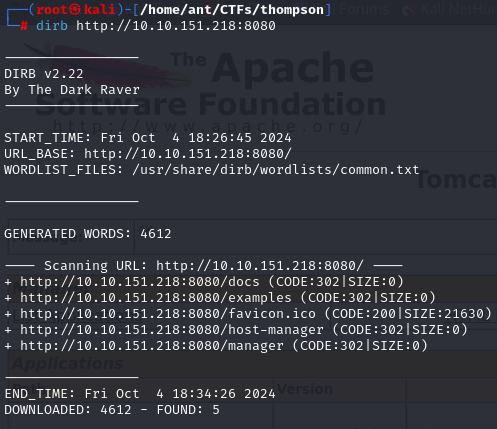 ┌──(root㉿kali)-[/home/ant/CTFs/thompson]
└─# dirb http://10.10.151.218:8080
-----------------
DIRB v2.22
By The Dark Raver
-----------------
The Apache
Software Foundation
http://www.apache.org/
START_TIME: Fri Oct  4 18:26:45 2024
URL_BASE: http://10.10.151.218:8080/
WORDLIST_FILES: /usr/share/dirb/wordlists/common.txt
Tomca
-----------------
Message:
GENERATED WORDS: 4612
---- Scanning URL: http://10.10.151.218:8080/ ----
+ http://10.10.151.218:8080/docs (CODE:302|SIZE:0)
+ http://10.10.151.218:8080/examples (CODE:302|SIZE:0)
+ http://10.10.151.218:8080/favicon.ico (CODE:200|SIZE:21630)
+ http://10.10.151.218:8080/host-manager (CODE:302|SIZE:0)
+ http://10.10.151.218:8080/manager (CODE:302|SIZE:0)
Applications
-----------------
Path Version
END_TIME: Fri Oct  4 18:34:26 2024
DOWNLOADED: 4612 - FOUND: 5